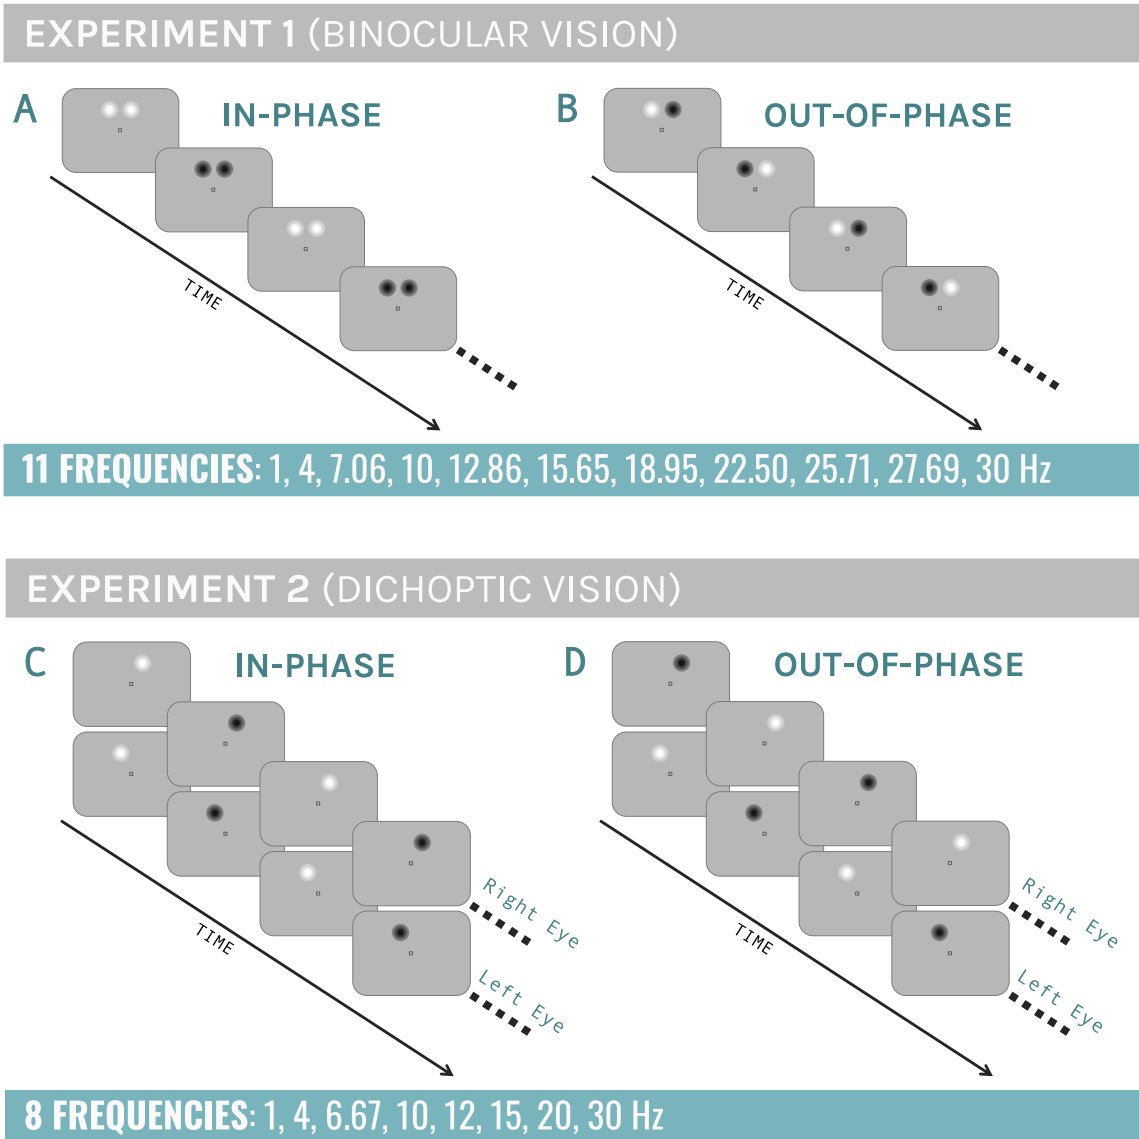 EXPERIMENT 1 (BINOCULAR VISION)
A IN-PHASE
TIME
B OUT-OF-PHASE
TIME
11 FREQUENCIES: 1, 4, 7.06, 10, 12.86, 15.65, 18.95, 22.50, 25.71, 27.69, 30 Hz
EXPERIMENT 2 (DICHOPTIC VISION)
C IN-PHASE
Right Eye
TIME
Left Eye
D OUT-OF-PHASE
Right Eye
TIME
Left Eye
8 FREQUENCIES: 1, 4, 6.67, 10, 12, 15, 20, 30 Hz